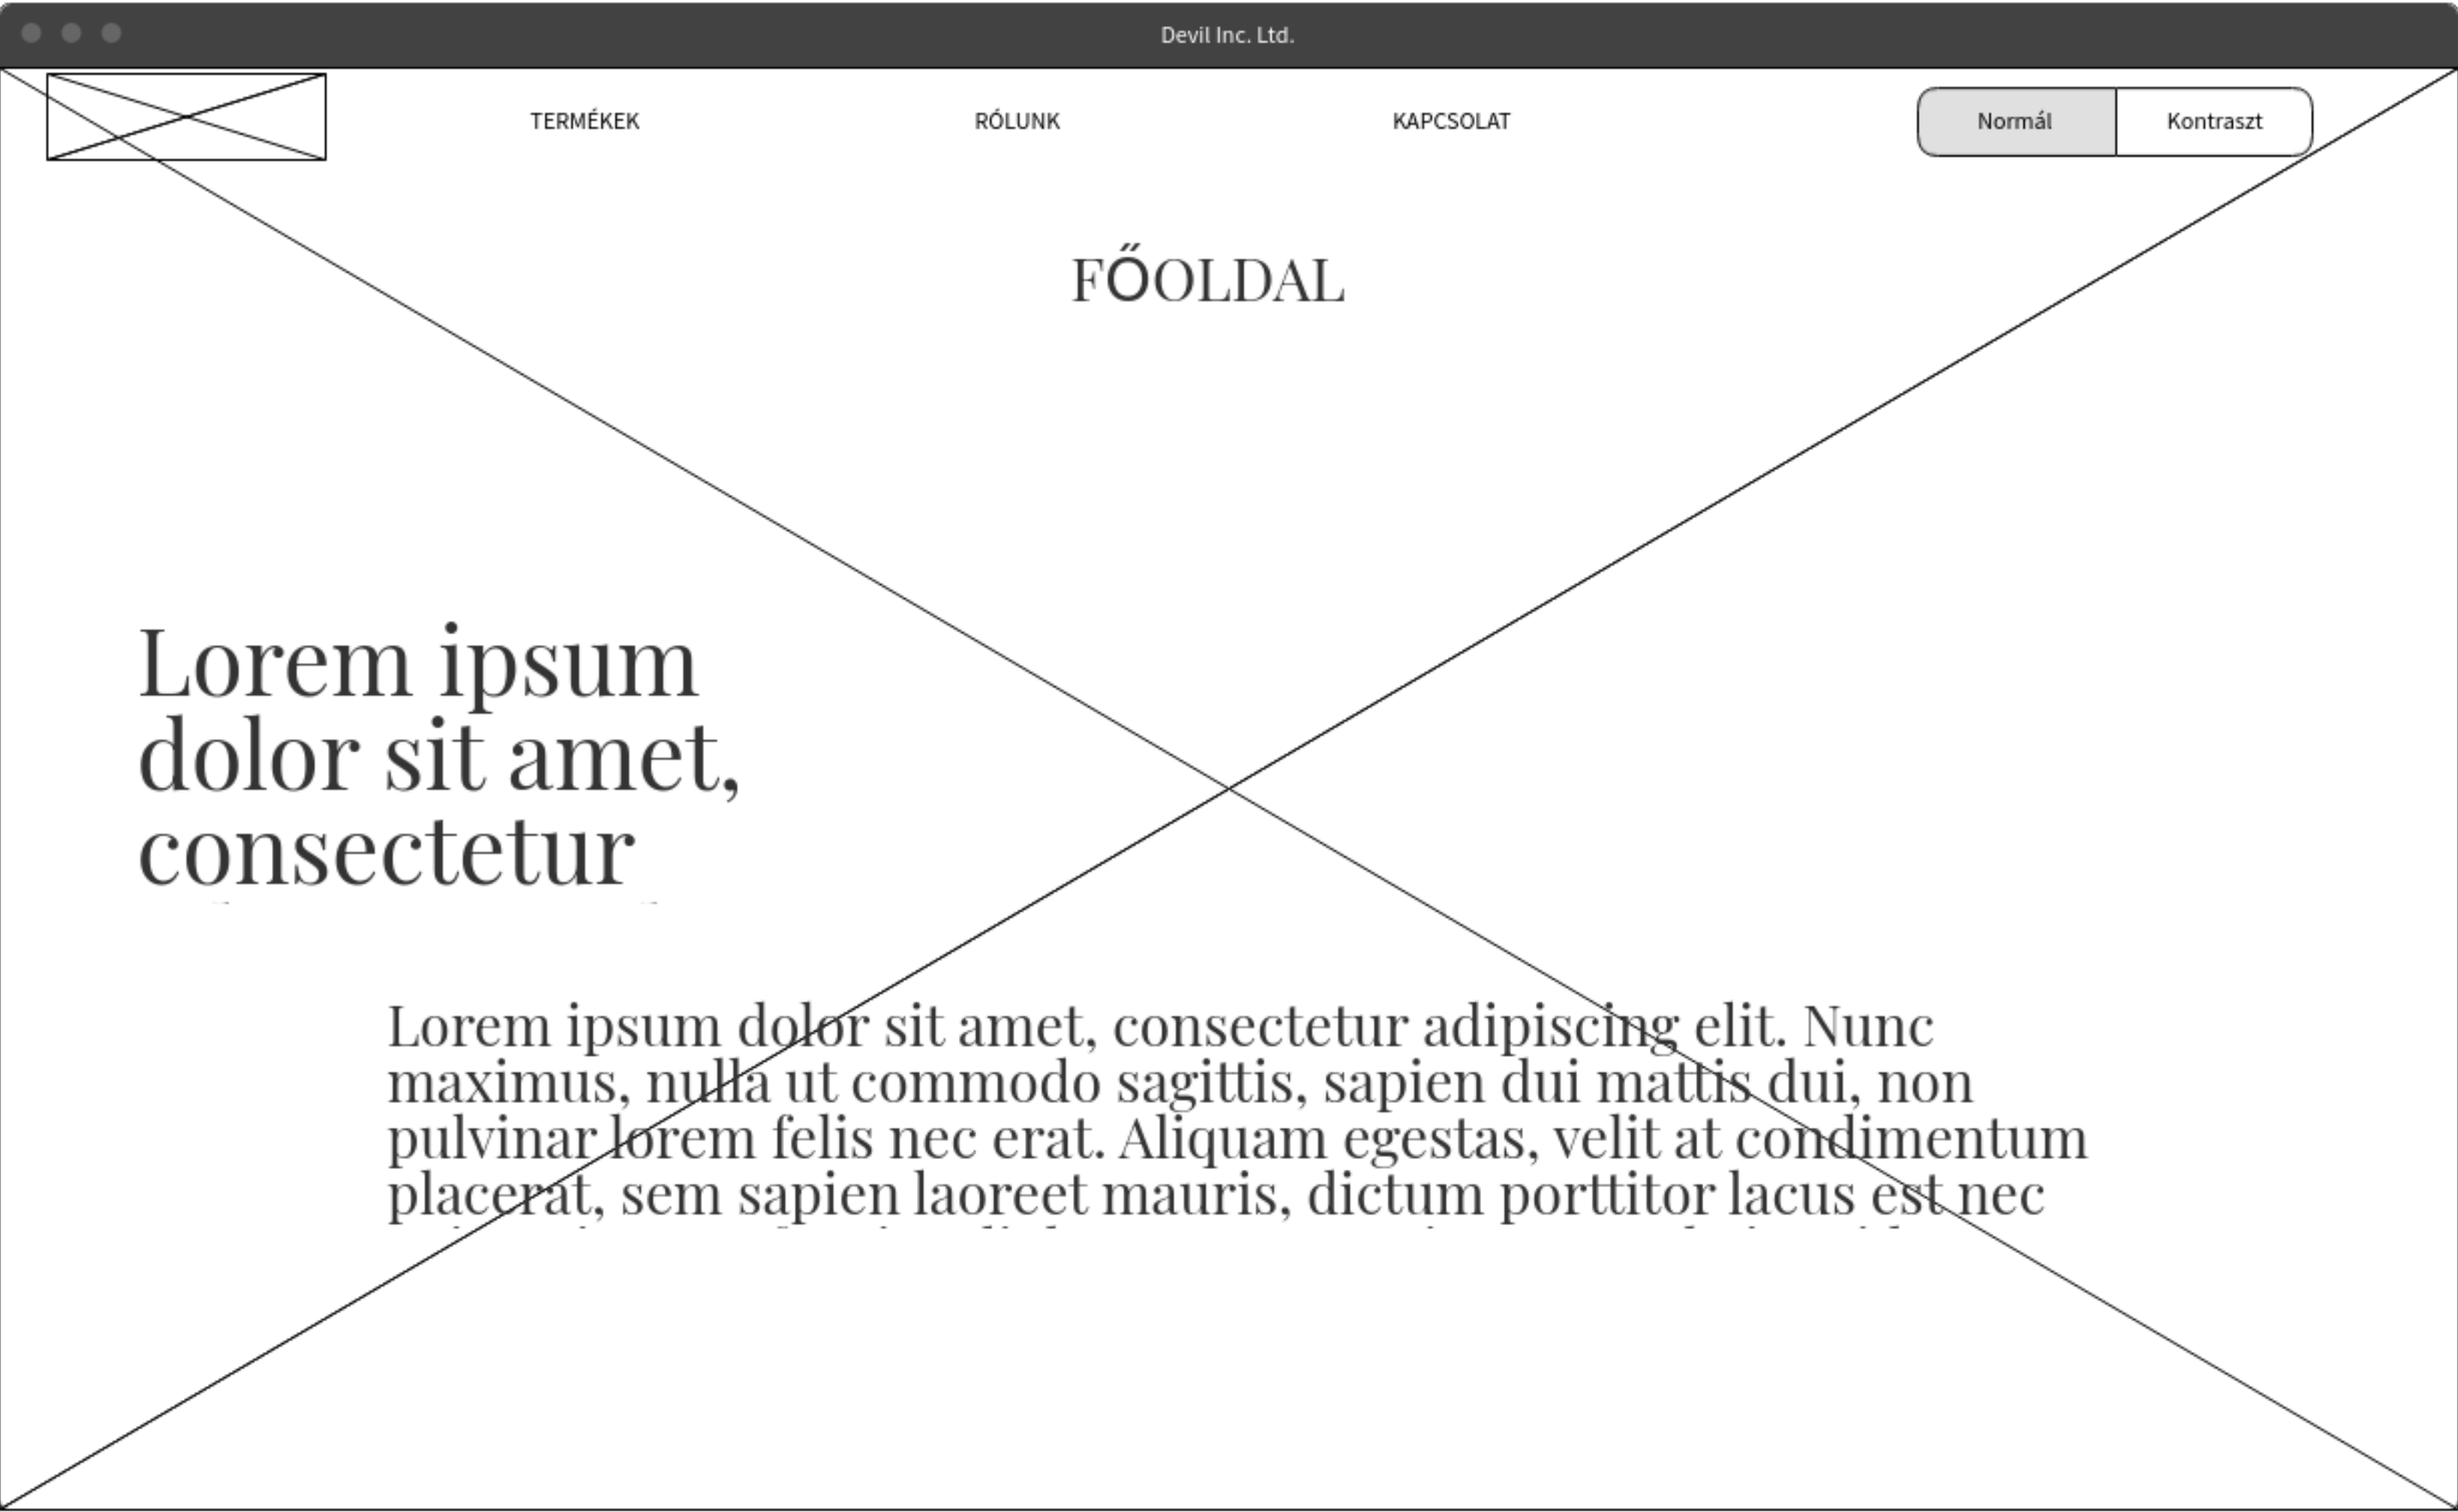 Devil Inc. Ltd.
TERMÉKEK
RÓLUNK
KAPCSOLAT
Normál
Kontraszt
FŐOLDAL
Lorem ipsum
dolor sit amet,
consectetur
Lorem ipsum dolor sit amet, consectetur adipiscing elit. Nunc
maximus, nulla ut commodo sagittis, sapien dui mattis dui, non
pulvinar lorem felis nec erat. Aliquam egestas, velit at condimentum
placerat, sem sapien laoreet mauris, dictum porttitor lacus est nec